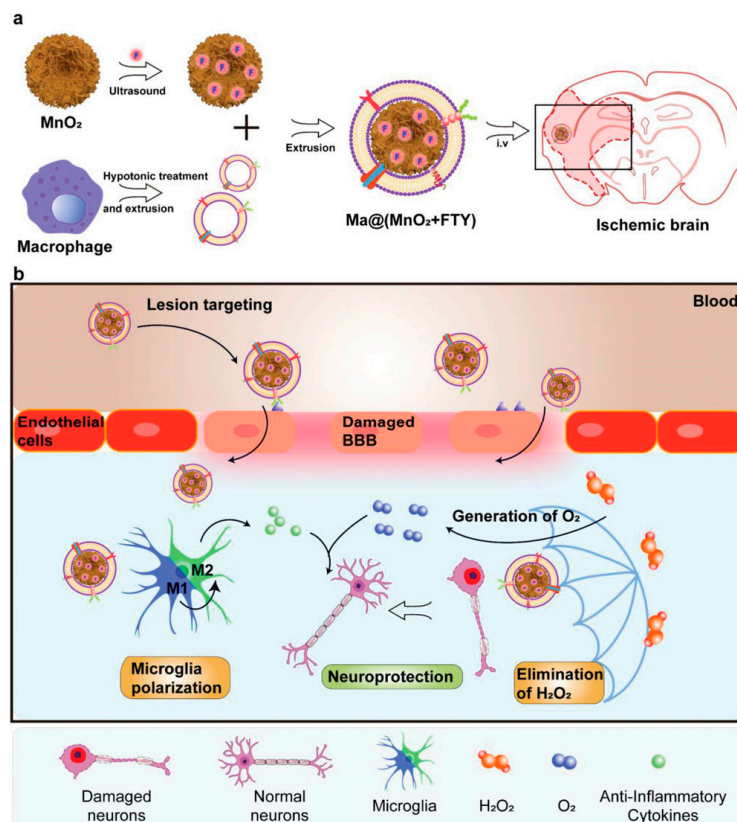 a
F
Ultrasound
MnO₂
F F F F F F
+
Hypotonic treatment
and extrusion
Macrophage
Extrusion
Ma@(MnO₂+FTY)
i.v
Ischemic brain
b
Lesion targeting
Blood
Endothelial
cells
Damaged
BBB
Generation of O₂
M2
M1
Microglia
polarization
Neuroprotection
Elimination
of H₂O₂
Damaged
neurons
Normal
neurons
Microglia
H₂O₂
O₂
Anti-Inflammatory
Cytokines